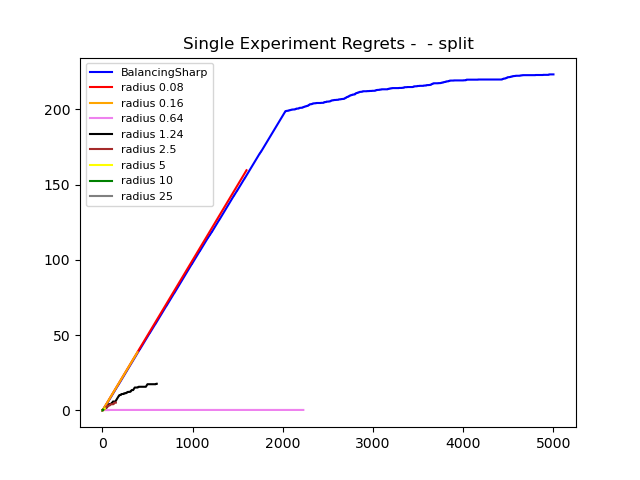 Single Experiment Regrets -  - split
BalancingSharp
radius 0.08
radius 0.16
radius 0.64
radius 1.24
radius 2.5
radius 5
radius 10
radius 25
200
150
100
50
0
0 1000 2000 3000 4000 5000